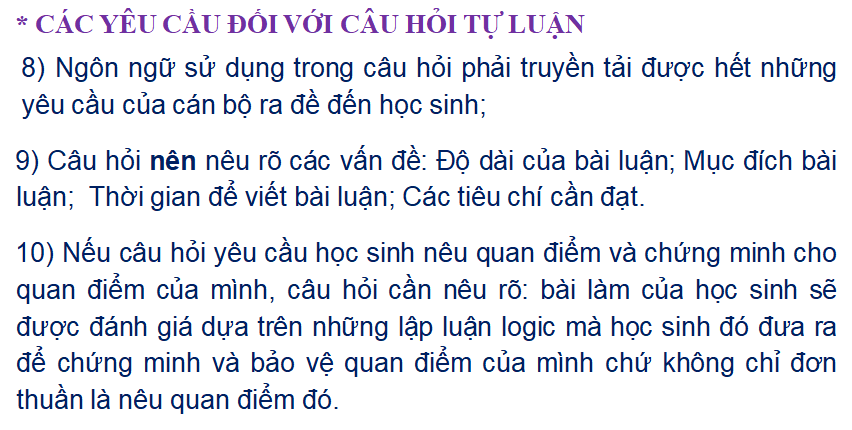 * CÁC YÊU CẦU ĐỐI VỚI CÂU HỎI TỰ LUẬN
8) Ngôn ngữ sử dụng trong câu hỏi phải truyền tải được hết những
yêu cầu của cán bộ ra đề đến học sinh;
9) Câu hỏi nên nêu rõ các vấn đề: Độ dài của bài luận; Mục đích bài
luận; Thời gian để viết bài luận; Các tiêu chí cần đạt.
10) Nếu câu hỏi yêu cầu học sinh nêu quan điểm và chứng minh cho
quan điểm của mình, câu hỏi cần nêu rõ: bài làm của học sinh sẽ
được đánh giá dựa trên những lập luận logic mà học sinh đó đưa ra
để chứng minh và bảo vệ quan điểm của mình chứ không chỉ đơn
thuần là nêu quan điểm đó.